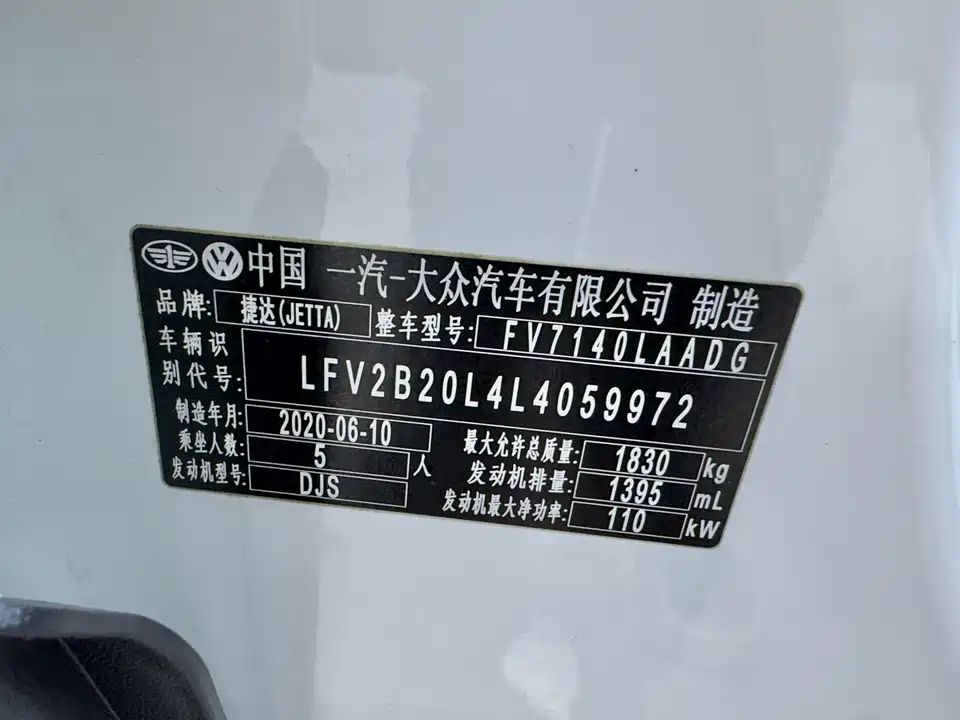 中国 一汽-大众汽车有限公司 制造
品牌: 捷达(JETTA) 整车型号: FV7140LAADG
车辆识别代号: LFV2B20L4L4059972
制造年月: 2020-06-10 最大允许总质量: 1830 kg
乘坐人数: 5 人 发动机排量: 1395 mL
发动机型号: DJS 发动机最大净功率: 110 kW